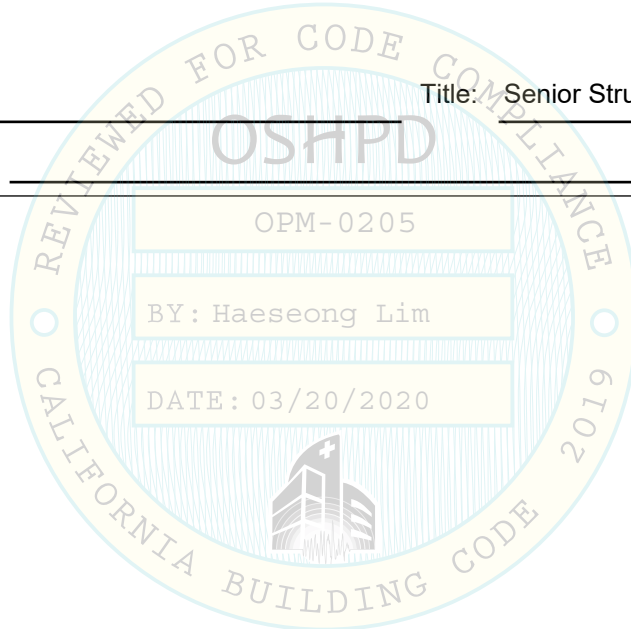 REVIEWED FOR CODE COMPLIANCE
Title: Senior
OSHPD
OPM-0205
BY: Haeseong Lim
DATE: 03/20/2020
CALIFORNIA BUILDING CODE 2019